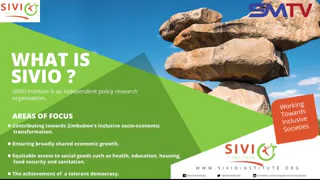 SIVIO
INSTITUTE
SMTV
WHAT IS
SIVIO ?
SIVIO Institute is an independent policy research
organisation.
AREAS OF FOCUS
Contributing towards Zimbabwe's inclusive socio-economic
transformation.
Ensuring broadly shared economic growth.
Equitable access to social goods such as health, education, housing,
food security and sanitation.
The achievement of a tolerant democracy.
Working
Towards
Inclusive
Societies
SIVIO
INSTITUTE
WWW.SIVIOINSTITUTE.ORG